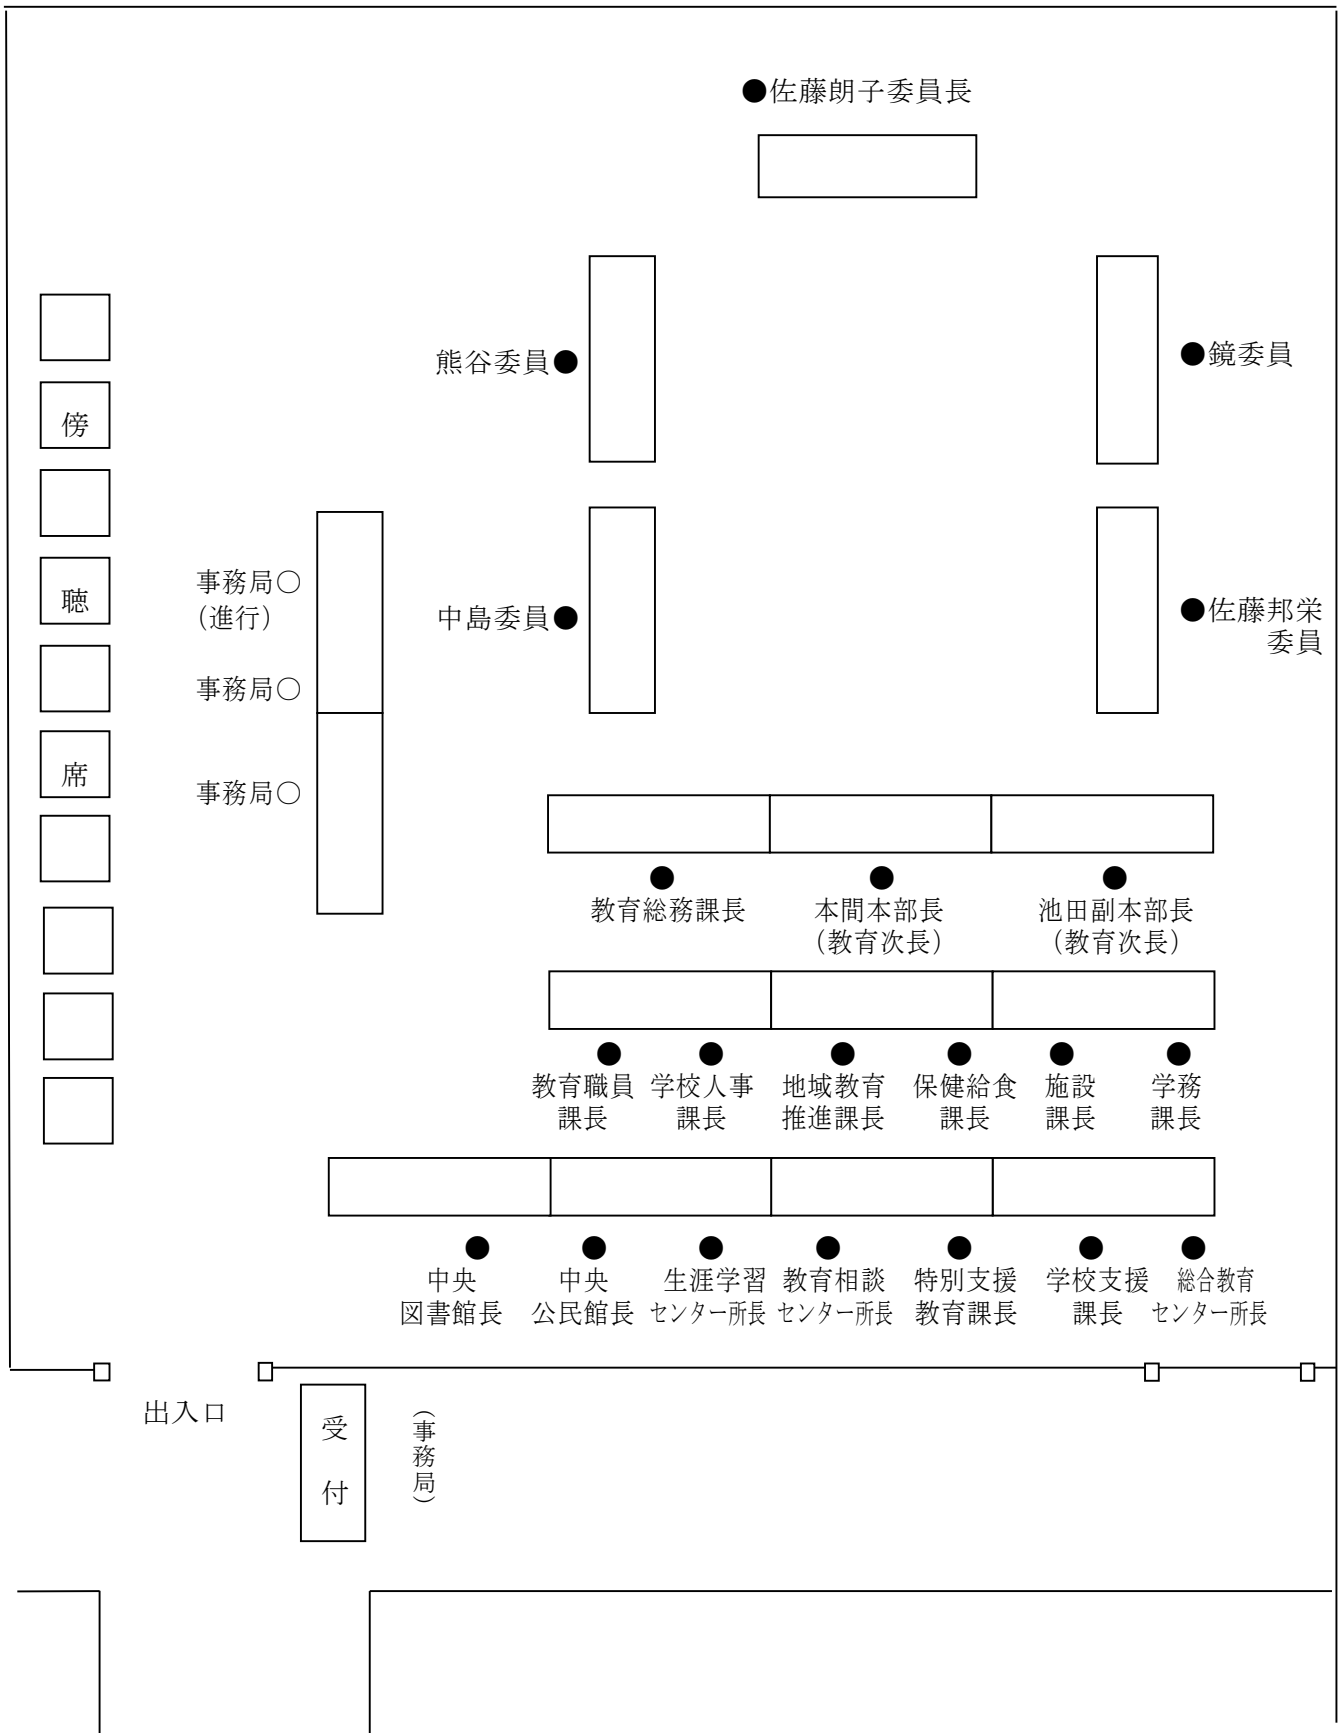 ●佐藤朗子委員長
熊谷委員●
●鏡委員
傍
聴
席
事務局○
（進行）
事務局○
事務局○
中島委員●
●佐藤邦栄
委員
●
教育総務課長
●
本間本部長
（教育次長）
●
池田副本部長
（教育次長）
●
教育職員
課長
●
学校人事
課長
●
地域教育
推進課長
●
保健給食
課長
●
施設
課長
●
学務
課長
●
中央
図書館長
●
中央
公民館長
●
生涯学習
センター所長
●
教育相談
センター所長
●
特別支援
教育課長
●
学校支援
課長
●
総合教育
センター所長
出入口
受付
（事務局）